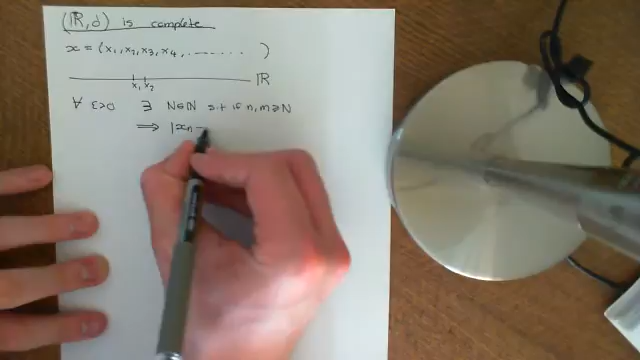 (ℝ, d) is complete
x = (x₁, x₂, x₃, x₄, ........ )
x₁ x₂ ℝ
∀ ε>0 ∃ N∈ℕ s.t if n, m ≥ N
⟹ |xₙ -